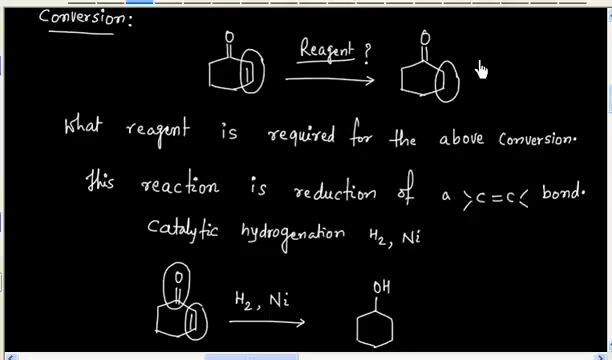 Conversion:
O Reagent ? O
What reagent is required for the above conversion.
This reaction is reduction of a >C=C< bond.
Catalytic hydrogenation H2, Ni
O H2, Ni OH